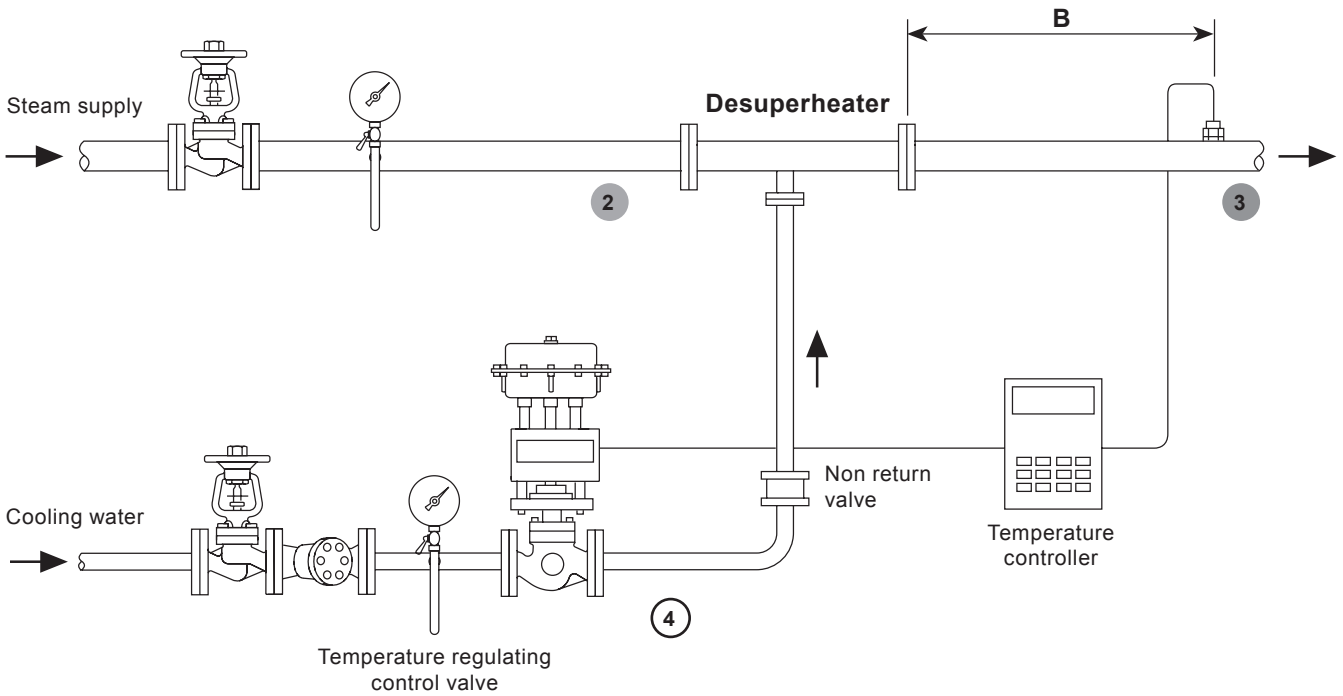 B
Steam supply
Desuperheater
2
3
Non return
valve
Cooling water
Temperature
controller
4
Temperature regulating
control valve